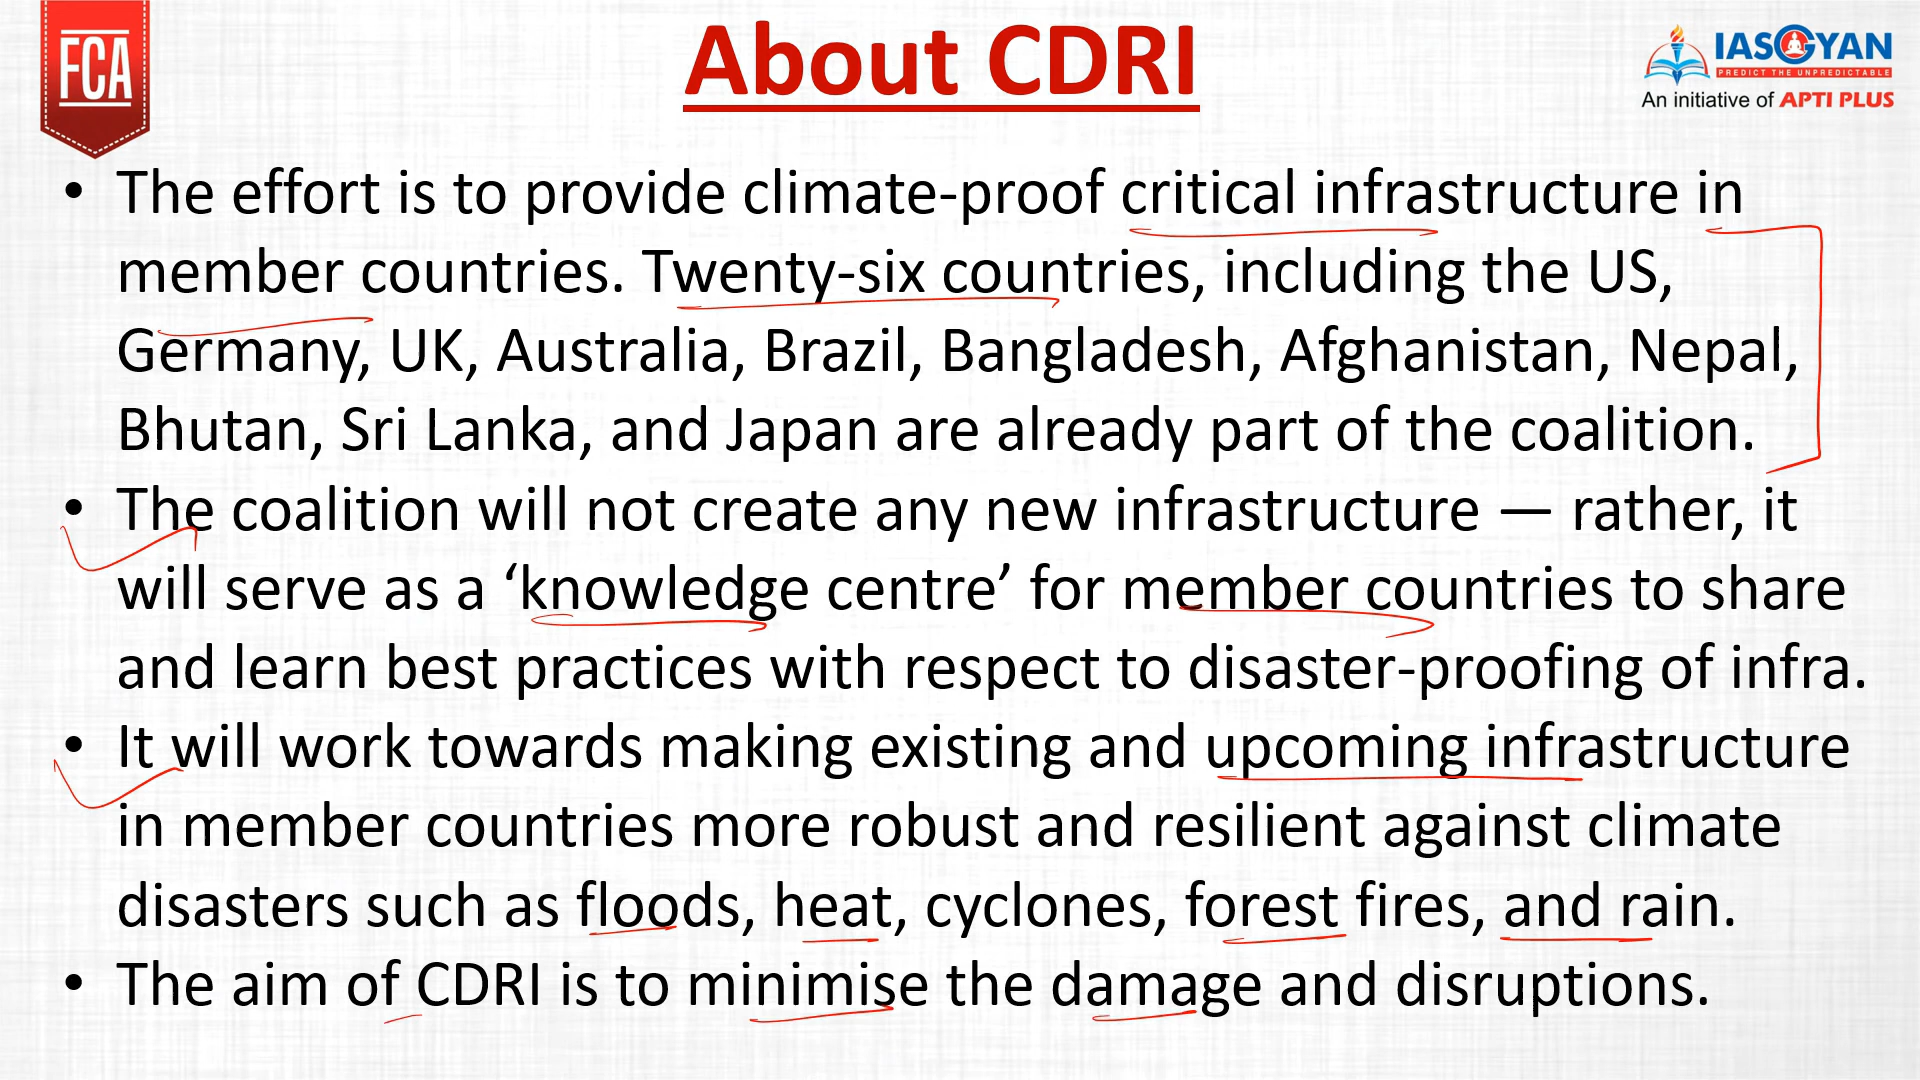 FCA
About CDRI
IASGYAN
PREDICT THE UNPREDICTABLE
An initiative of APTI PLUS
• The effort is to provide climate-proof critical infrastructure in
member countries. Twenty-six countries, including the US,
Germany, UK, Australia, Brazil, Bangladesh, Afghanistan, Nepal,
Bhutan, Sri Lanka, and Japan are already part of the coalition.
• The coalition will not create any new infrastructure — rather, it
will serve as a ‘knowledge centre’ for member countries to share
and learn best practices with respect to disaster-proofing of infra.
• It will work towards making existing and upcoming infrastructure
in member countries more robust and resilient against climate
disasters such as floods, heat, cyclones, forest fires, and rain.
• The aim of CDRI is to minimise the damage and disruptions.